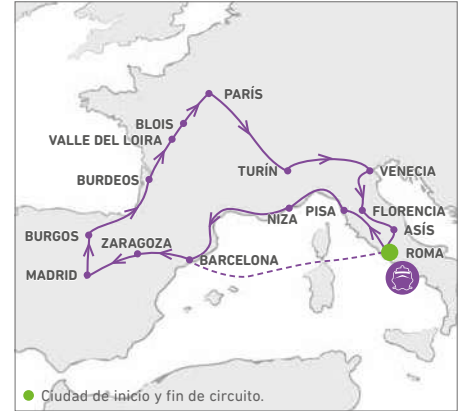 PARÍS
BLOIS
VALLE DEL LOIRA
TURÍN
VENECIA
BURDEOS
NIZA
PISA
FLORENCIA
ASÍS
BURGOS
ZARAGOZA
BARCELONA
ROMA
MADRID
Ciudad de inicio y fin de circuito.